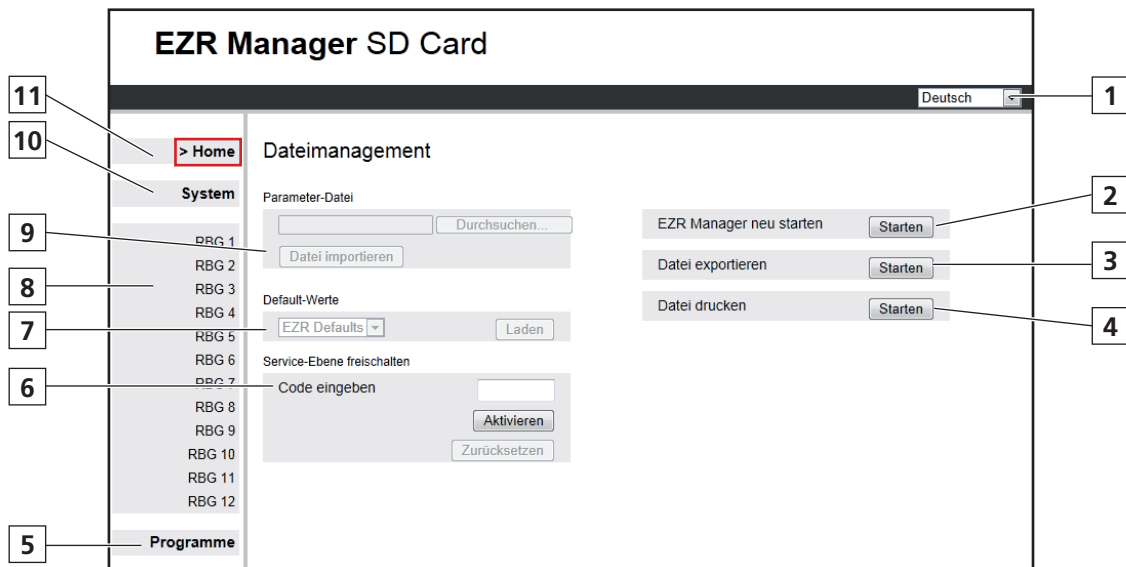 EZR Manager SD Card
11
Deutsch
1
10
> Home
Dateimanagement
System
Parameter-Datei
2
9
Durchsuchen...
EZR Manager neu starten
Starten
RBG 1
Datei importieren
RBG 2
Datei exportieren
Starten
3
8
RBG 3
Default-Werte
RBG 4
Datei drucken
Starten
4
7
EZR Defaults
Laden
RBG 5
RBG 6
Service-Ebene freischalten
6
RBG 7
Code eingeben
RBG 8
Aktivieren
RBG 9
RBG 10
Zurücksetzen
RBG 11
RBG 12
5
Programme